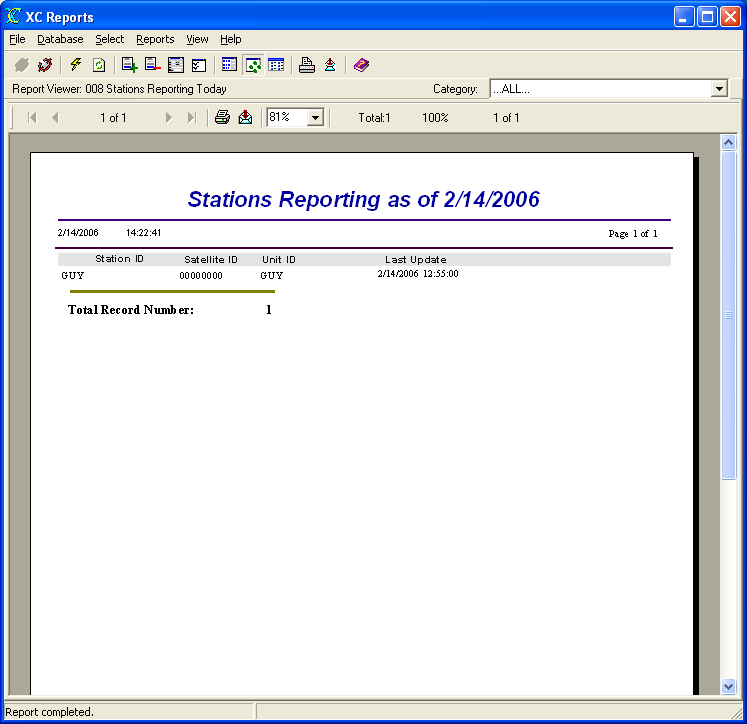 XC Reports
File Database Select Reports View Help
Report Viewer: 008 Stations Reporting Today Category: ...ALL...
1 of 1 81% Total:1 100% 1 of 1
Stations Reporting as of 2/14/2006
2/14/2006 14:22:41 Page 1 of 1
Station ID Satellite ID Unit ID Last Update
GUY 00000000 GUY 2/14/2006 12:55:00
Total Record Number: 1
Report completed.